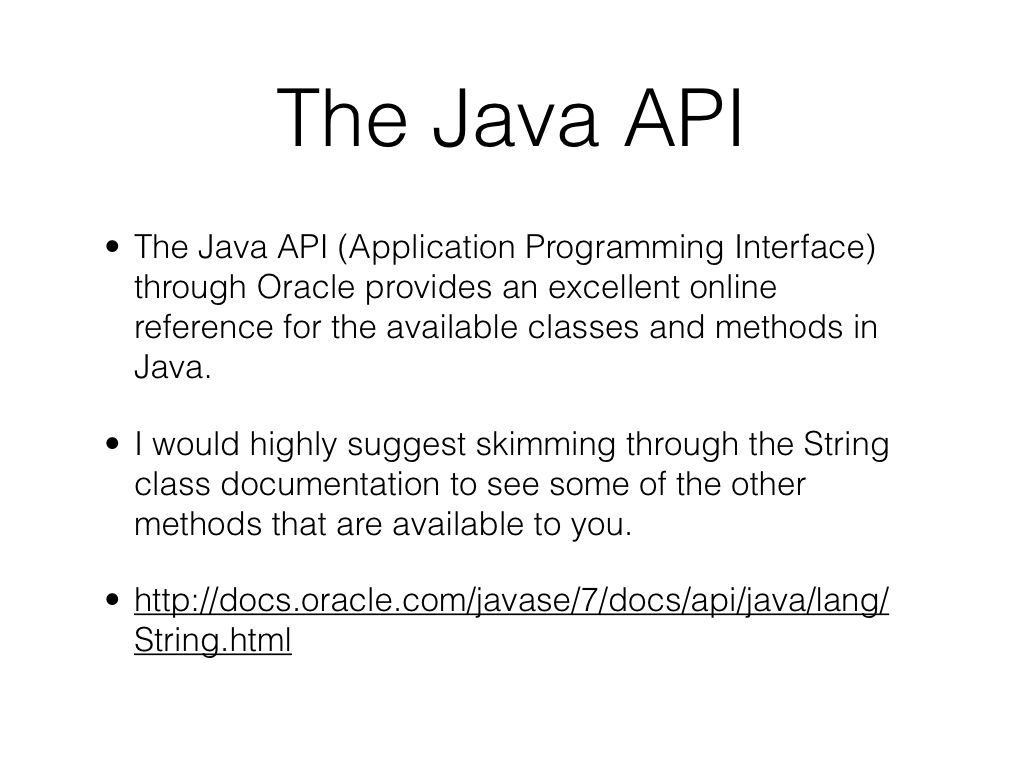 The Java API
• The Java API (Application Programming Interface)
through Oracle provides an excellent online
reference for the available classes and methods in
Java.
• I would highly suggest skimming through the String
class documentation to see some of the other
methods that are available to you.
• http://docs.oracle.com/javase/7/docs/api/java/lang/
String.html